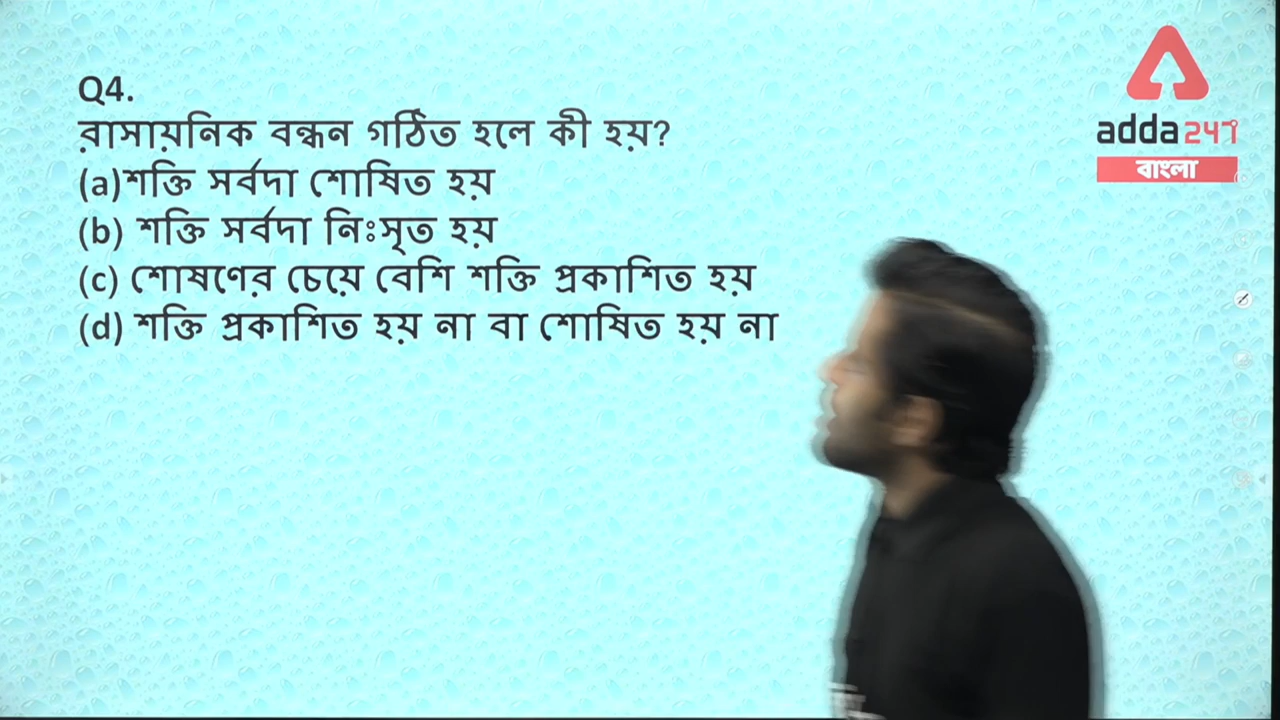 Q4.
রাসায়নিক বন্ধন গঠিত হলে কী হয়?
(a)শক্তি সর্বদা শোষিত হয়
(b) শক্তি সর্বদা নিঃসৃত হয়
(c) শোষণের চেয়ে বেশি শক্তি প্রকাশিত হয়
(d) শক্তি প্রকাশিত হয় না বা শোষিত হয় না
adda247
বাংলা